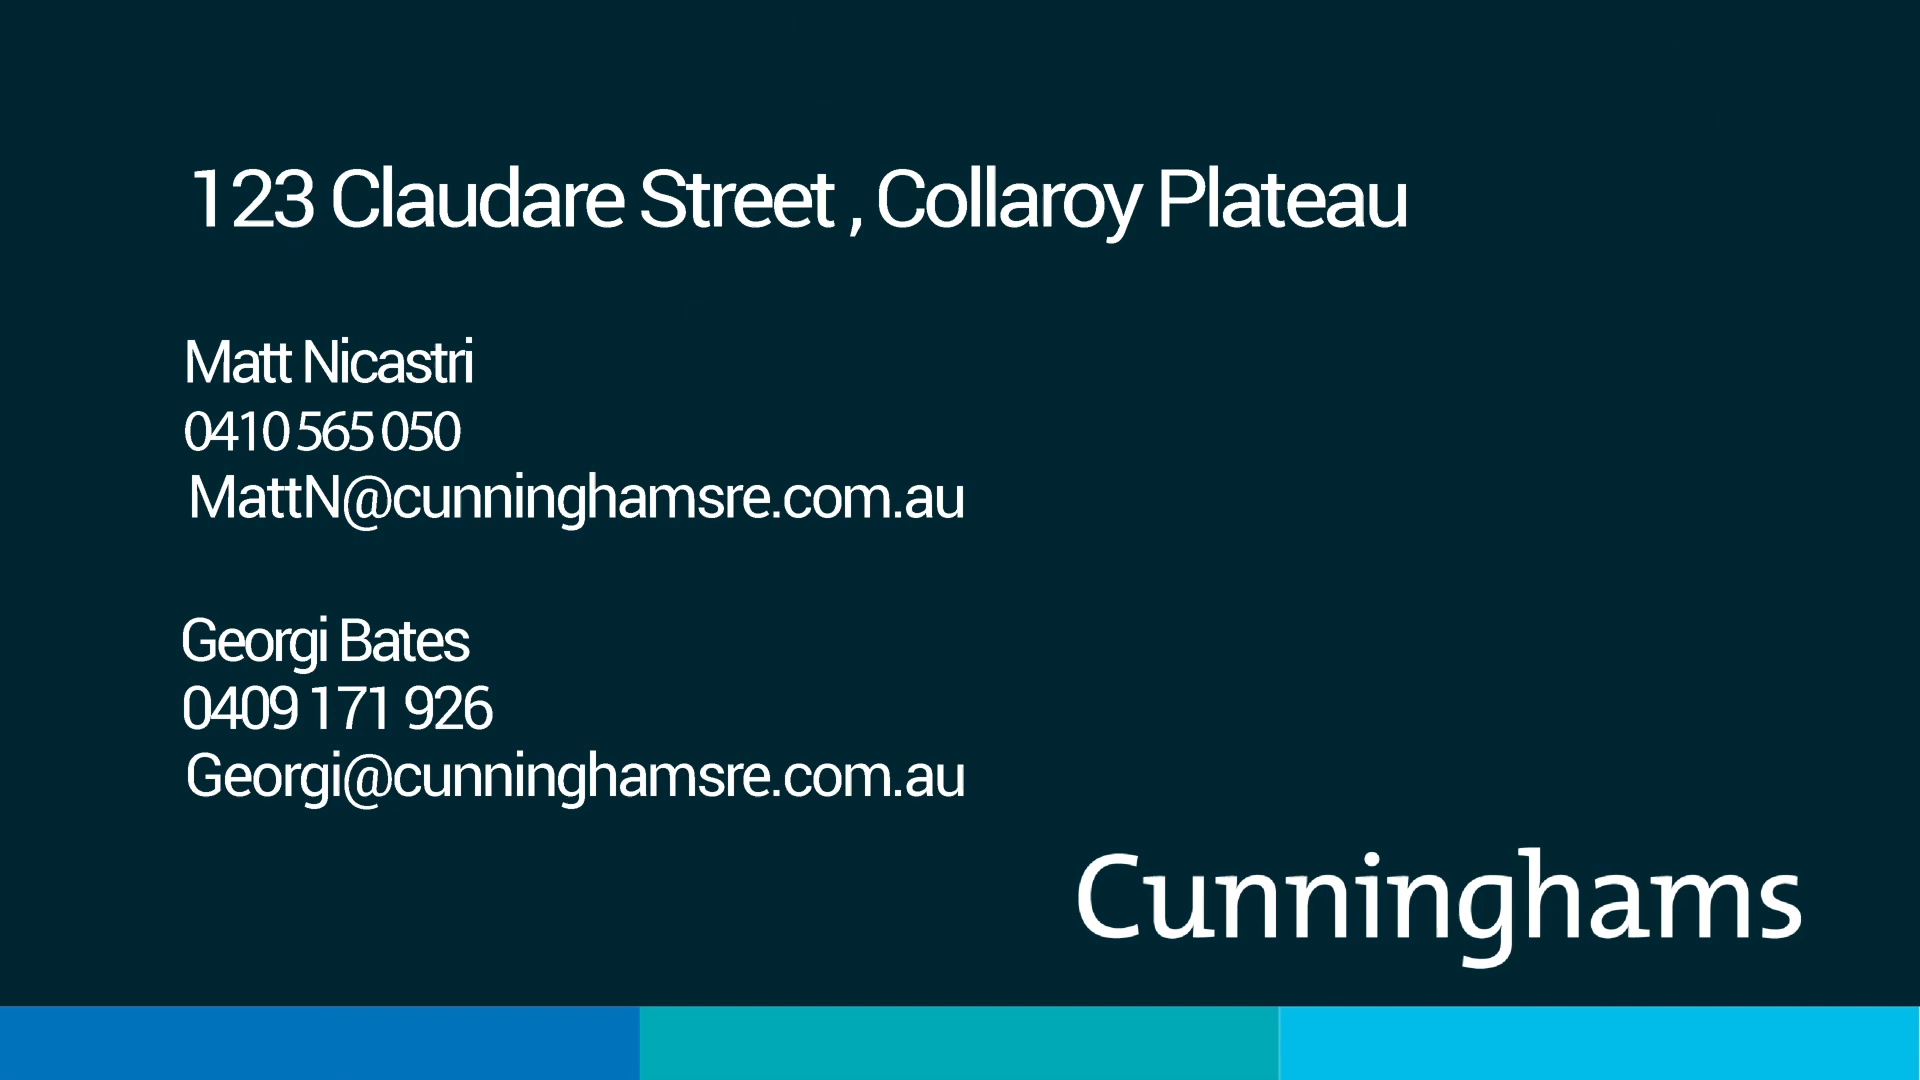 123 Claudare Street , Collaroy Plateau
Matt Nicastri
0410 565 050
MattN@cunninghamsre.com.au
Georgi Bates
0409 171 926
Georgi@cunninghamsre.com.au
Cunninghams